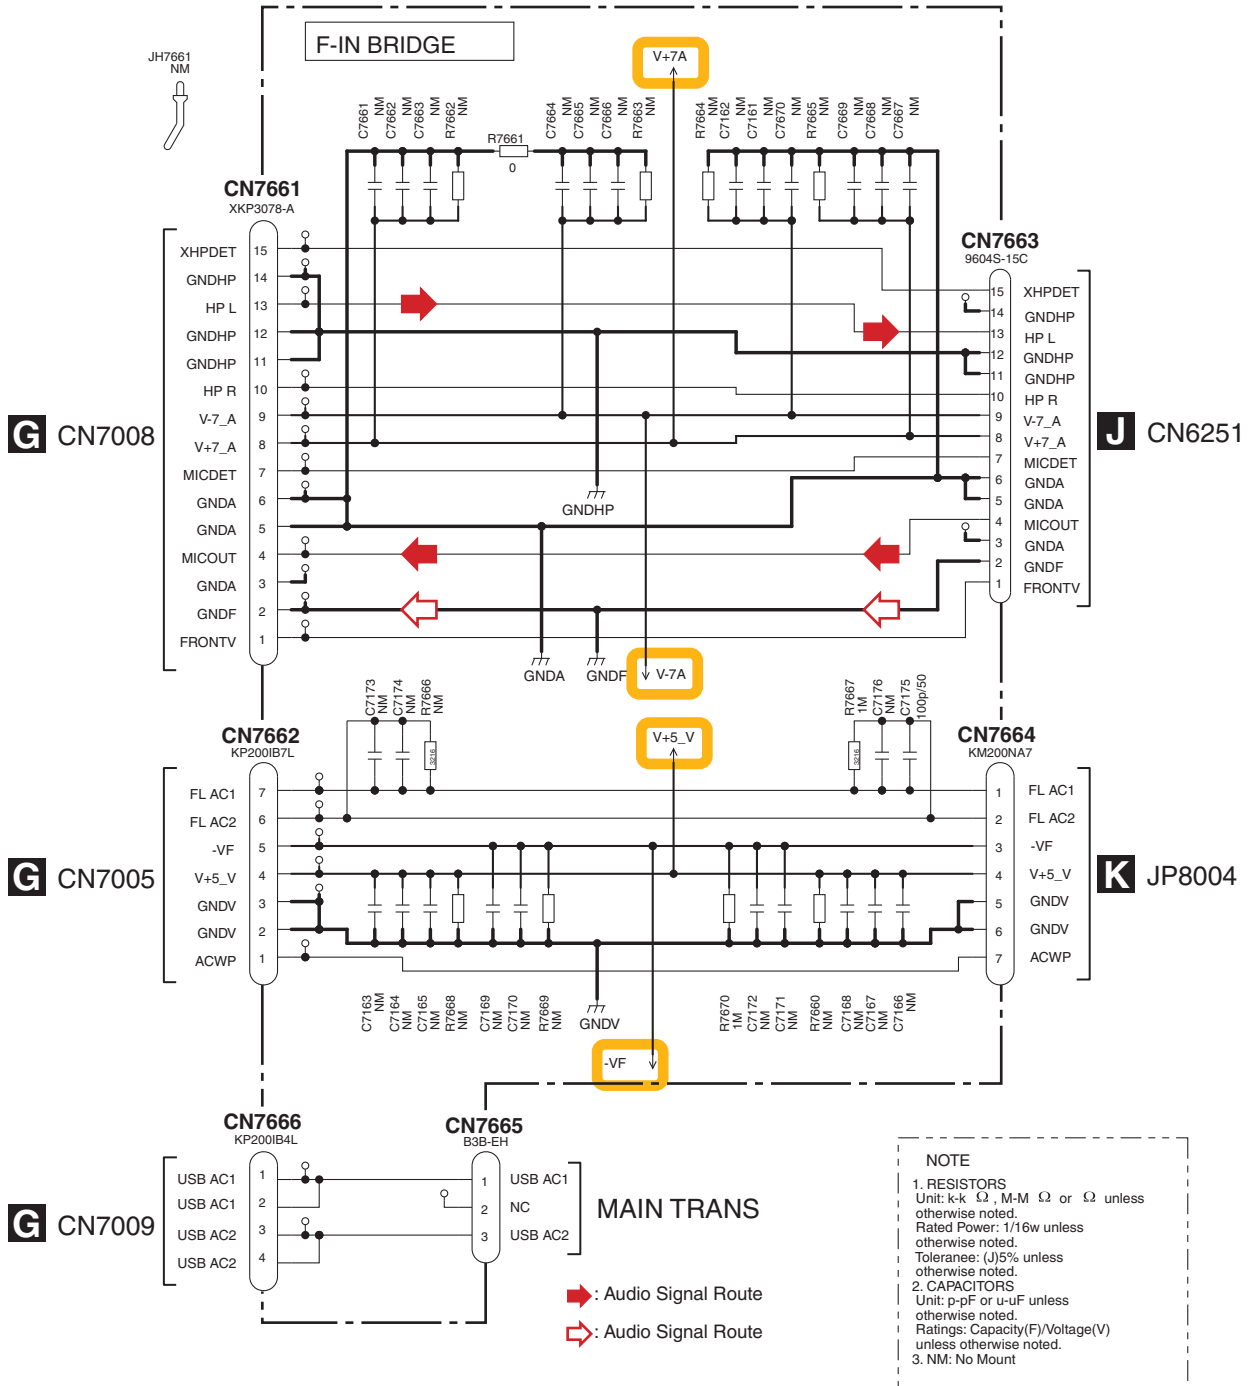 F-IN BRIDGE
V+7A
JH7661
NM
C7661 NM
C7662 NM
C7663 NM
R7662 NM
R7661
0
C7664 NM
C7665 NM
C7666 NM
R7663 NM
R7664 NM
C7162 NM
C7161 NM
C7670 NM
R7665 NM
C7669 NM
C7668 NM
C7667 NM
CN7661
XKP3078-A
XHPDET 15
GNDHP 14
HP L 13
GNDHP 12
GNDHP 11
HP R 10
V-7_A 9
V+7_A 8
MICDET 7
GNDA 6
GNDA 5
MICOUT 4
GNDA 3
GNDF 2
FRONTV 1
G CN7008
CN7663
9604S-15C
15 XHPDET
14 GNDHP
13 HP L
12 GNDHP
11 GNDHP
10 HP R
9 V-7_A
8 V+7_A
7 MICDET
6 GNDA
5 GNDA
4 MICOUT
3 GNDA
2 GNDF
1 FRONTV
J CN6251
GNDHP
GNDA
GNDF
V-7A
C7173 NM
C7174 NM
R7666 NM
3216
V+5_V
R7667 1M
C7176 NM
C7175 100p/50
3216
CN7662
KP200IB7L
FL AC1 7
FL AC2 6
-VF 5
V+5_V 4
GNDV 3
GNDV 2
ACWP 1
G CN7005
CN7664
KM200NA7
1 FL AC1
2 FL AC2
3 -VF
4 V+5_V
5 GNDV
6 GNDV
7 ACWP
K JP8004
C7163 NM
C7164 NM
C7165 NM
R7668 NM
C7169 NM
C7170 NM
R7669 NM
GNDV
R7670 1M
C7172 NM
C7171 NM
R7660 NM
C7168 NM
C7167 NM
C7166 NM
-VF
CN7666
KP200IB4L
USB AC1 1
USB AC1 2
USB AC2 3
USB AC2 4
G CN7009
CN7665
B3B-EH
1 USB AC1
2 NC
3 USB AC2
MAIN TRANS
: Audio Signal Route
: Audio Signal Route
NOTE
1. RESISTORS
Unit: k-k Ω , M-M Ω or Ω unless
otherwise noted.
Rated Power: 1/16w unless
otherwise noted.
Toleranee: (J)5% unless
otherwise noted.
2. CAPACITORS
Unit: p-pF or u-uF unless
otherwise noted.
Ratings: Capacity(F)/Voltage(V)
unless otherwise noted.
3. NM: No Mount